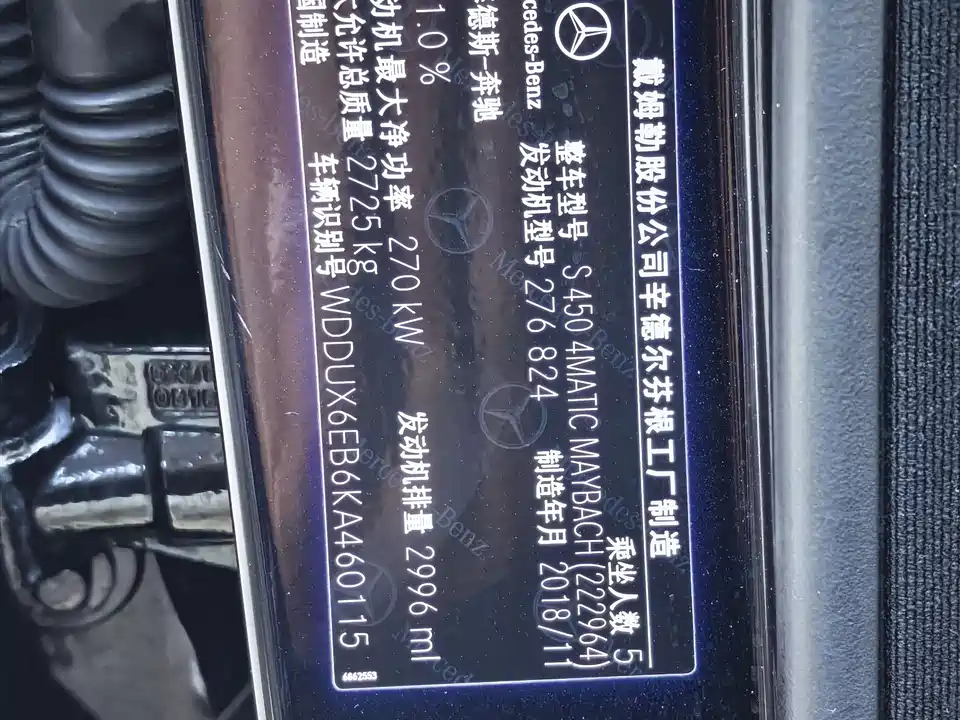 戴姆勒股份公司辛德尔芬根工厂制造
乘坐人数 5
整车型号 S 450 4MATIC MAYBACH (222964)
发动机型号 276 824 制造年月 2018/11
cedes-Benz
德斯-奔驰
1.0 %
动机最大净功率 270 kW 发动机排量 2996 ml
大允许总质量 2725 kg
国制造 车辆识别号 WDDUX6EB6KA460115
6862553